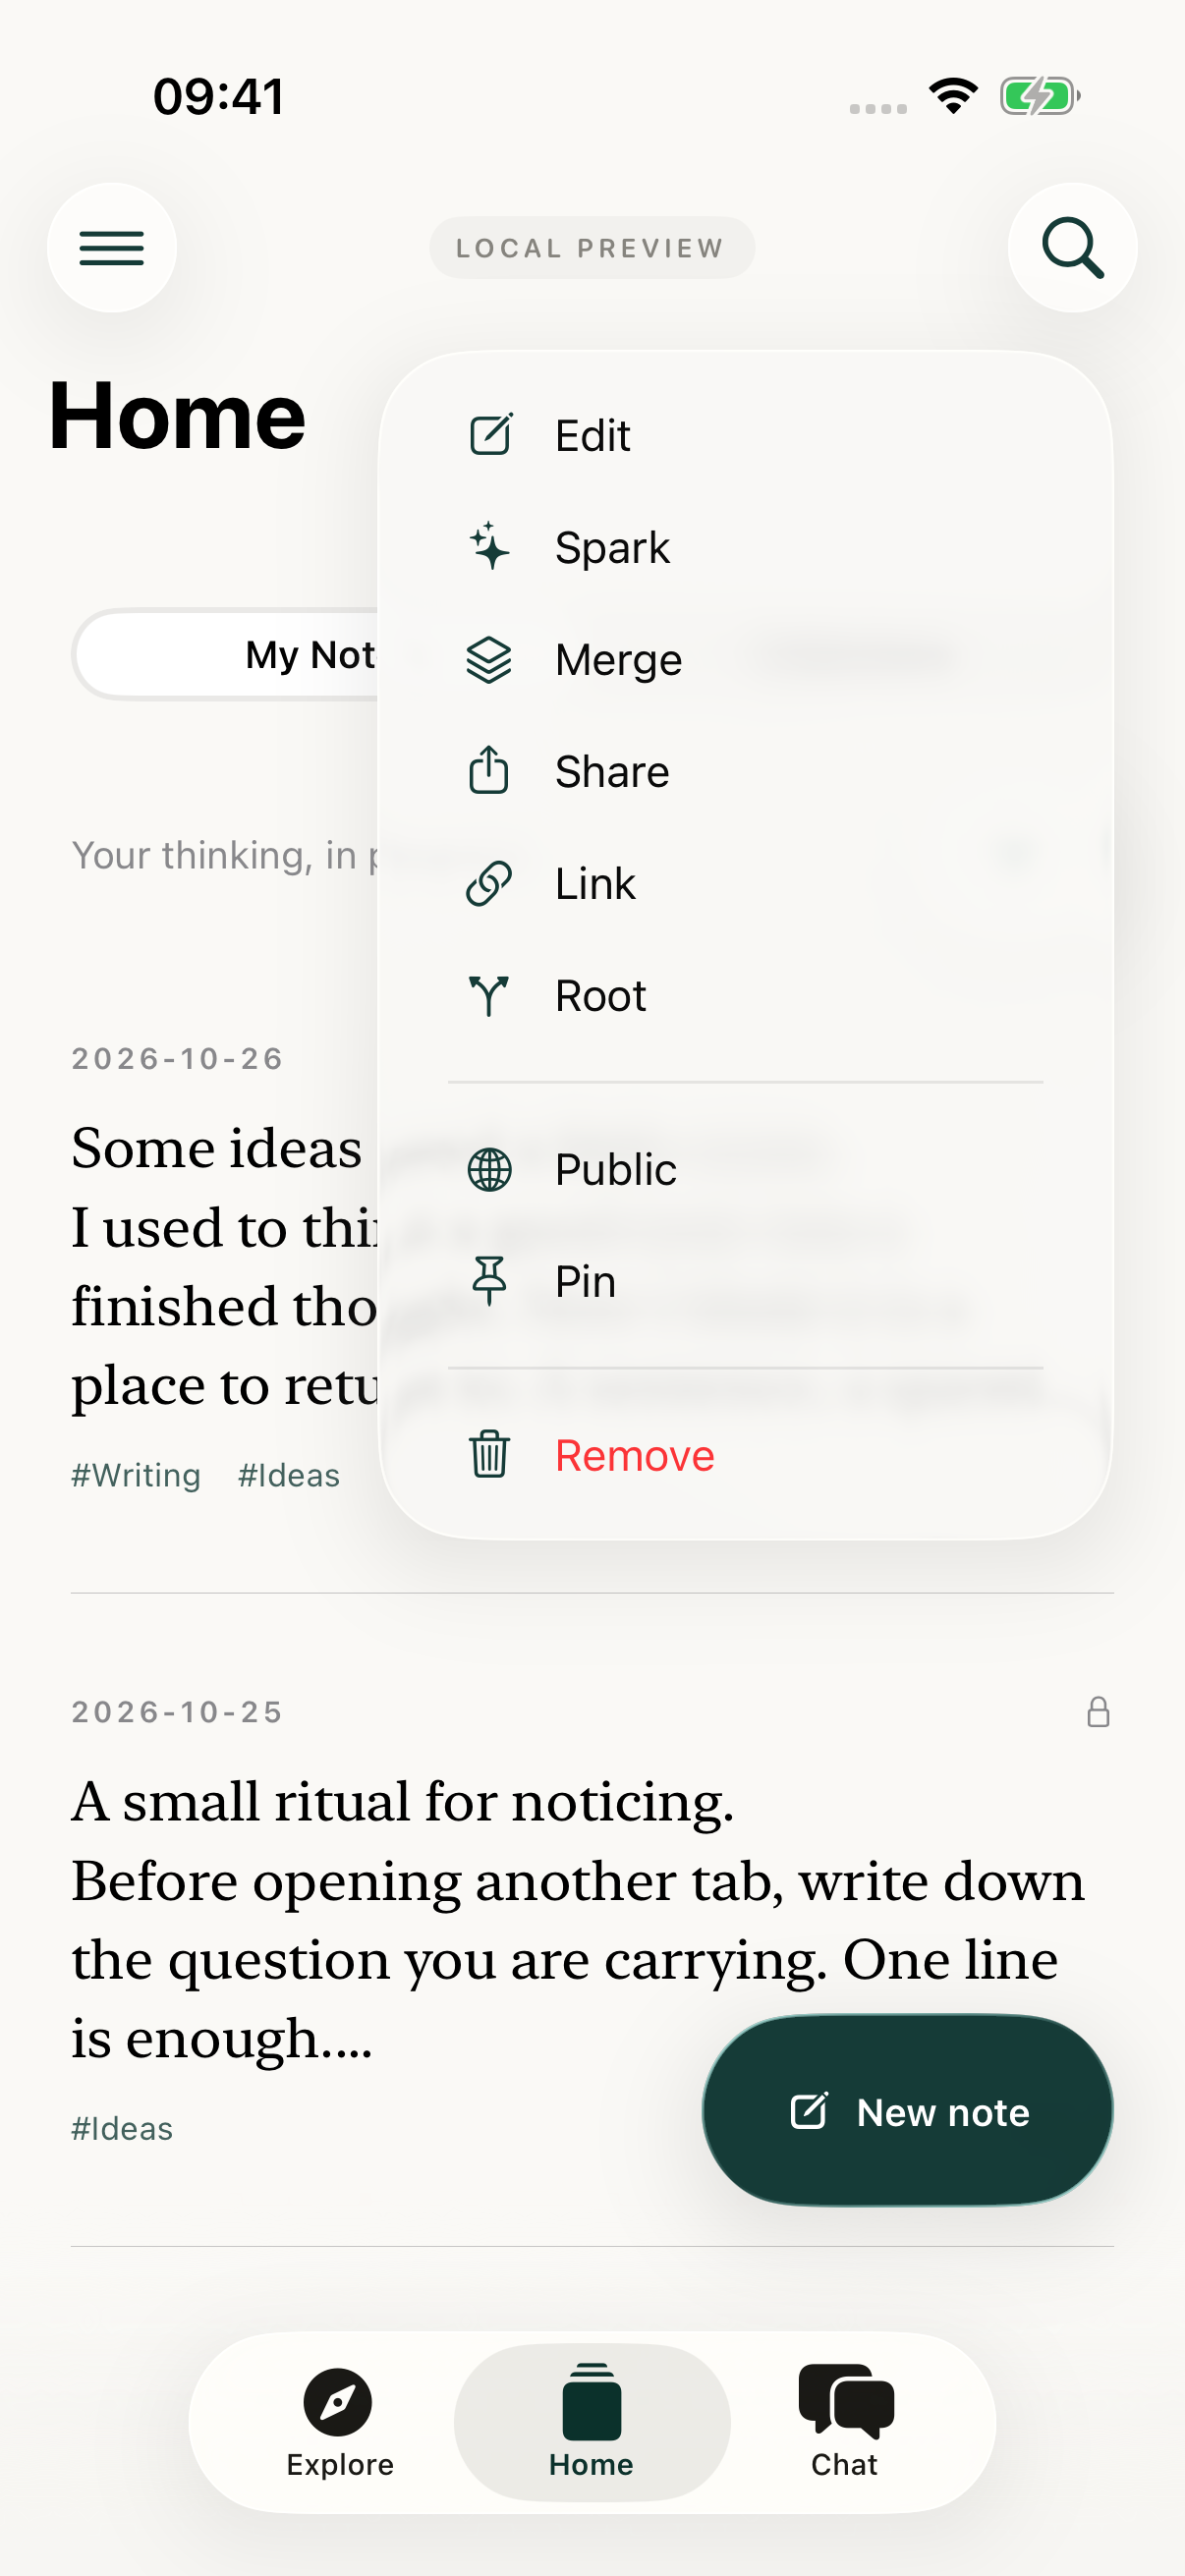 09:41
LOCAL PREVIEW
Home
Edit
Spark
Merge
Share
Link
Root
Public
Pin
Remove
My Not
Your thinking, in
2026-10-26
Some ideas
I used to thin
finished tho
place to retu
#Writing #Ideas
2026-10-25
A small ritual for noticing.
Before opening another tab, write down
the question you are carrying. One line
is enough....
#Ideas
New note
Explore
Home
Chat